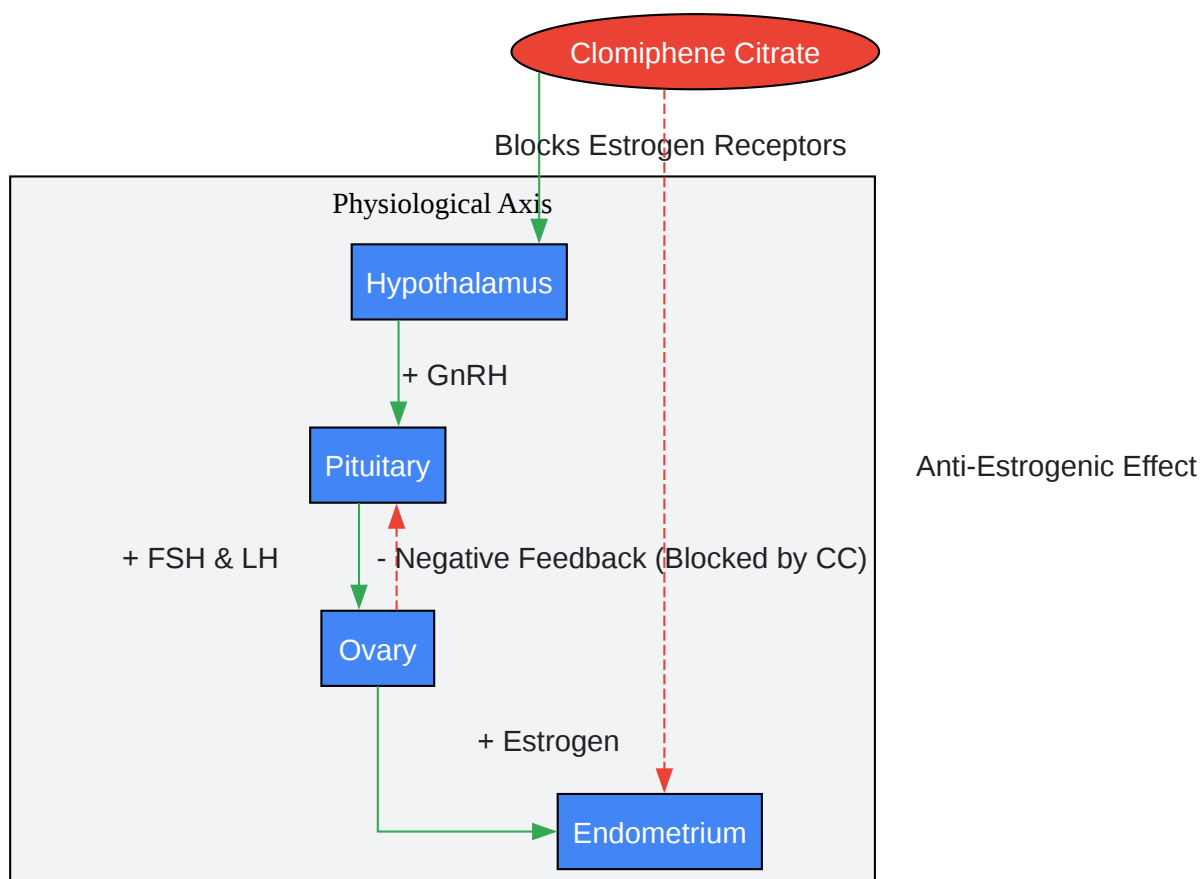 Clomiphene Citrate
Blocks Estrogen Receptors
Physiological Axis
Hypothalamus
+ GnRH
Pituitary
Anti-Estrogenic Effect
+ FSH & LH
- Negative Feedback (Blocked by CC)
Ovary
+ Estrogen
Endometrium